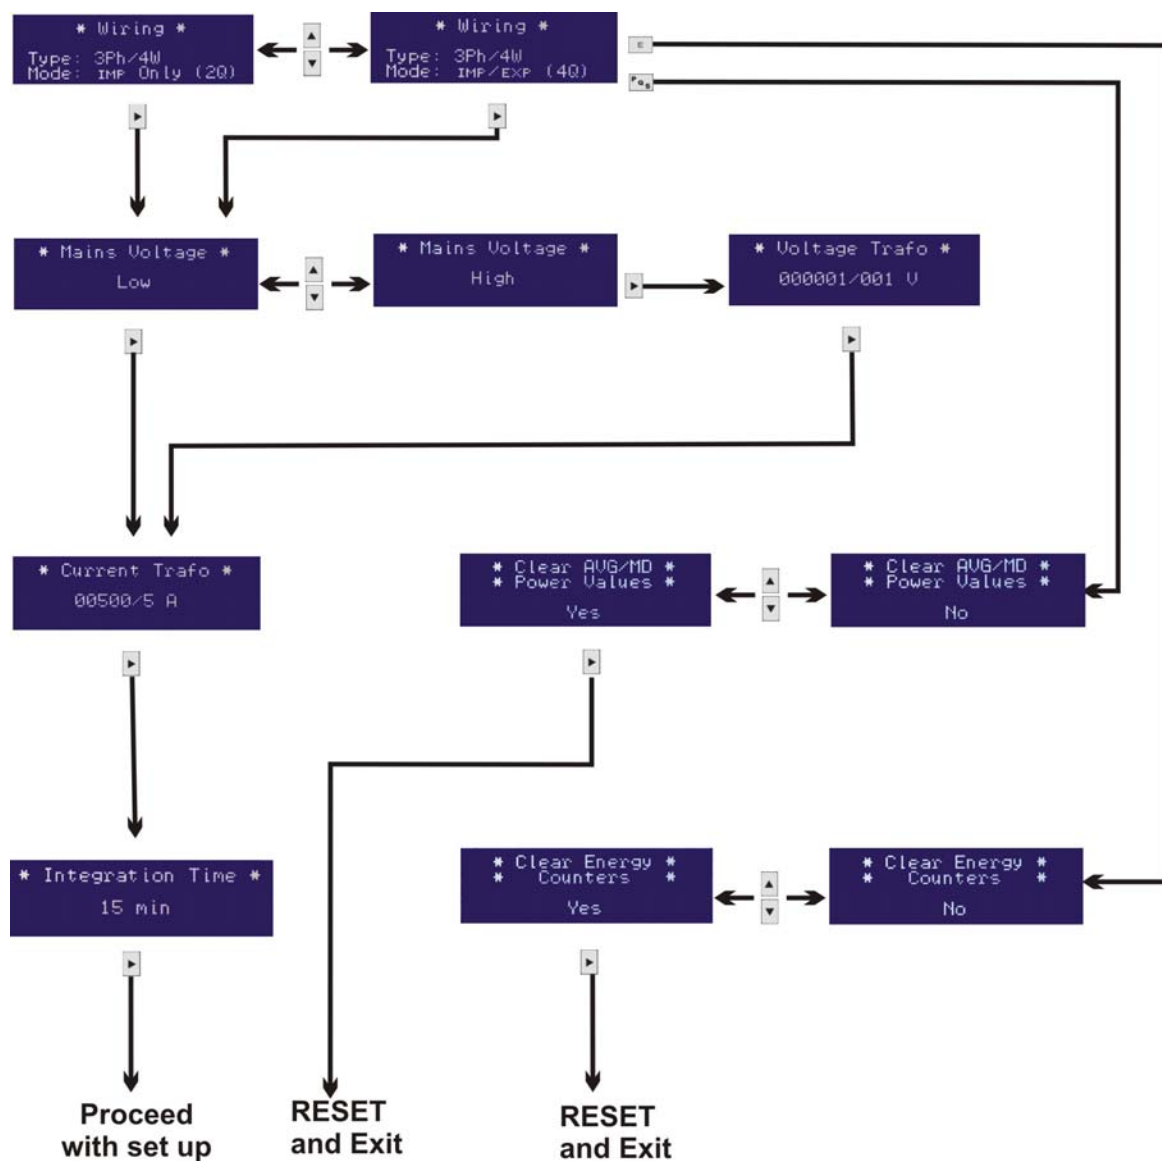 * Wiring *
Type: 3Ph/4W
Mode: IMP Only (2Q)
* Wiring *
Type: 3Ph/4W
Mode: IMP/EXP (4Q)
E
PQS
* Mains Voltage *
Low
* Mains Voltage *
High
* Voltage Trafo *
000001/001 V
* Current Trafo *
00500/5 A
* Clear AVG/MD *
* Power Values *
Yes
* Clear AVG/MD *
* Power Values *
No
* Integration Time *
15 min
* Clear Energy *
* Counters *
Yes
* Clear Energy *
* Counters *
No
Proceed
with set up
RESET
and Exit
RESET
and Exit